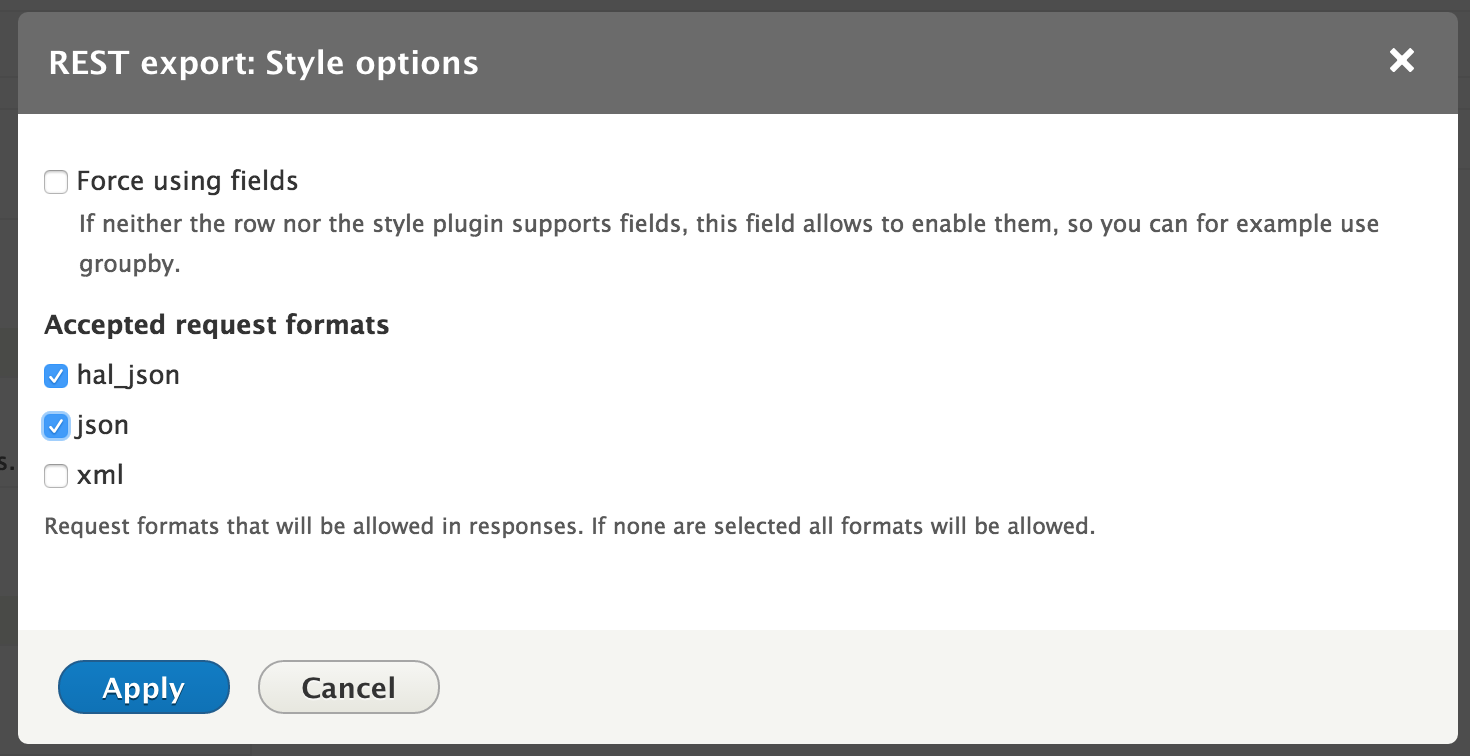 REST export: Style options
Force using fields
If neither the row nor the style plugin supports fields, this field allows to enable them, so you can for example use
groupby.
Accepted request formats
hal_json
json
s.
xml
Request formats that will be allowed in responses. If none are selected all formats will be allowed.
Apply
Cancel